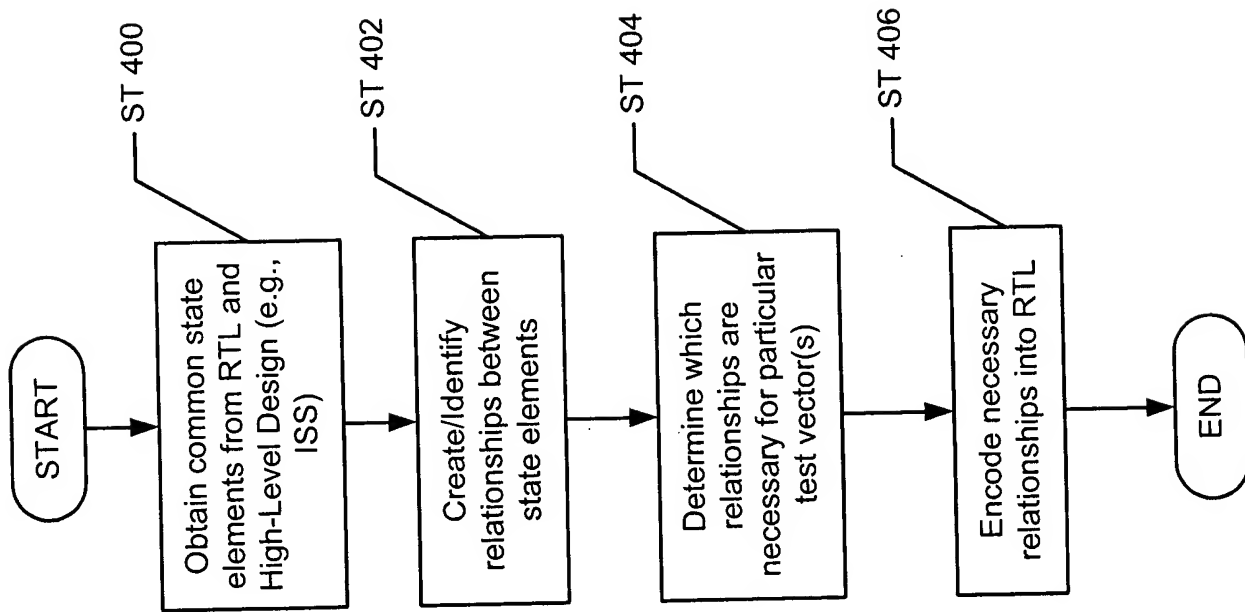 START
ST 400
Obtain common state
elements from RTL and
High-Level Design (e.g.,
ISS)
ST 402
Create/Identify
relationships between
state elements
ST 404
Determine which
relationships are
necessary for particular
test vector(s)
ST 406
Encode necessary
relationships into RTL
END